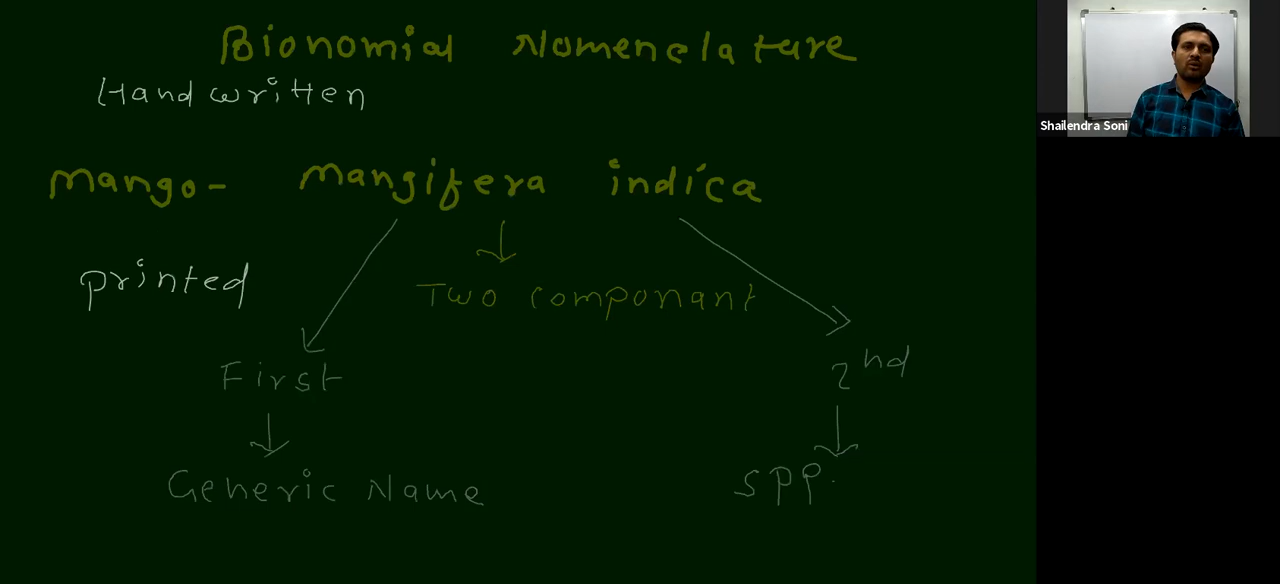 Bionomial Nomenclature
Handwritten
Shailendra Soni
Mango- Mangifera indica
printed
Two componant
First
2nd
Generic Name
SPP.